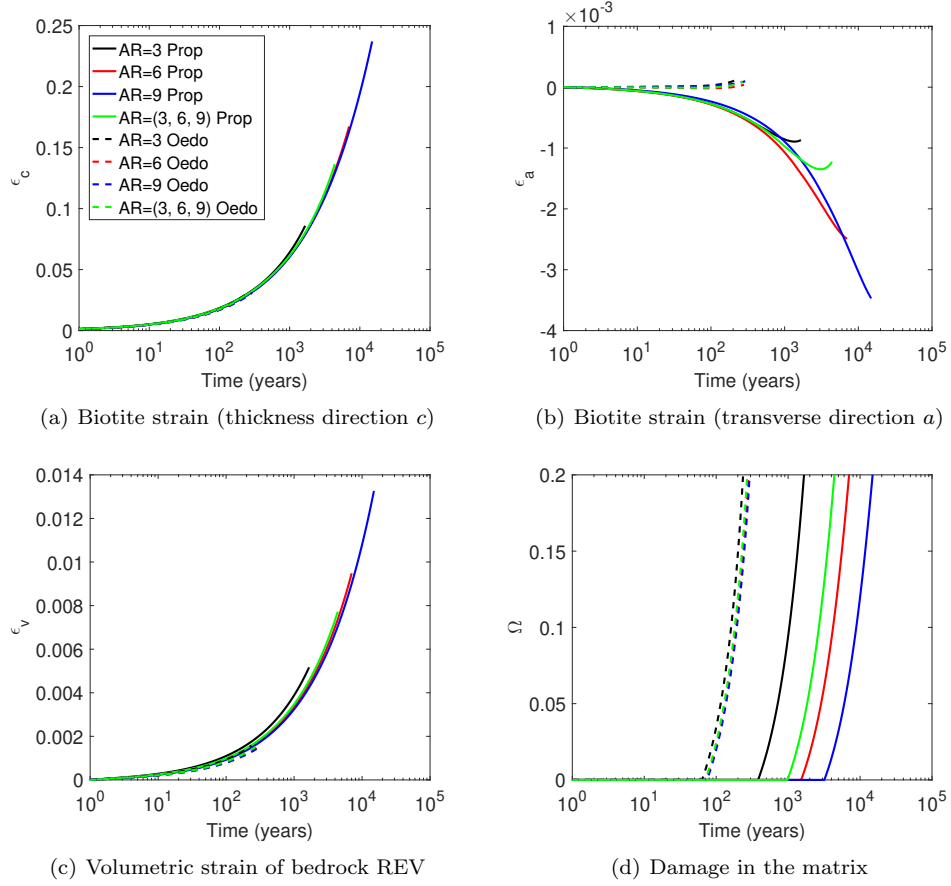 0.25
0.20
0.15
0.10
0.05
0
ϵc
AR=3 Prop
AR=6 Prop
AR=9 Prop
AR=(3, 6, 9) Prop
AR=3 Oedo
AR=6 Oedo
AR=9 Oedo
AR=(3, 6, 9) Oedo
10^0 10^1 10^2 10^3 10^4 10^5
Time (years)
(a) Biotite strain (thickness direction c)
×10^-3
1
0
-1
-2
-3
-4
ϵa
10^0 10^1 10^2 10^3 10^4 10^5
Time (years)
(b) Biotite strain (transverse direction a)
0.014
0.012
0.01
0.008
0.006
0.004
0.002
0
ϵv
10^0 10^1 10^2 10^3 10^4 10^5
Time (years)
(c) Volumetric strain of bedrock REV
0.2
0.15
0.1
0.05
0
Ω
10^0 10^1 10^2 10^3 10^4 10^5
Time (years)
(d) Damage in the matrix